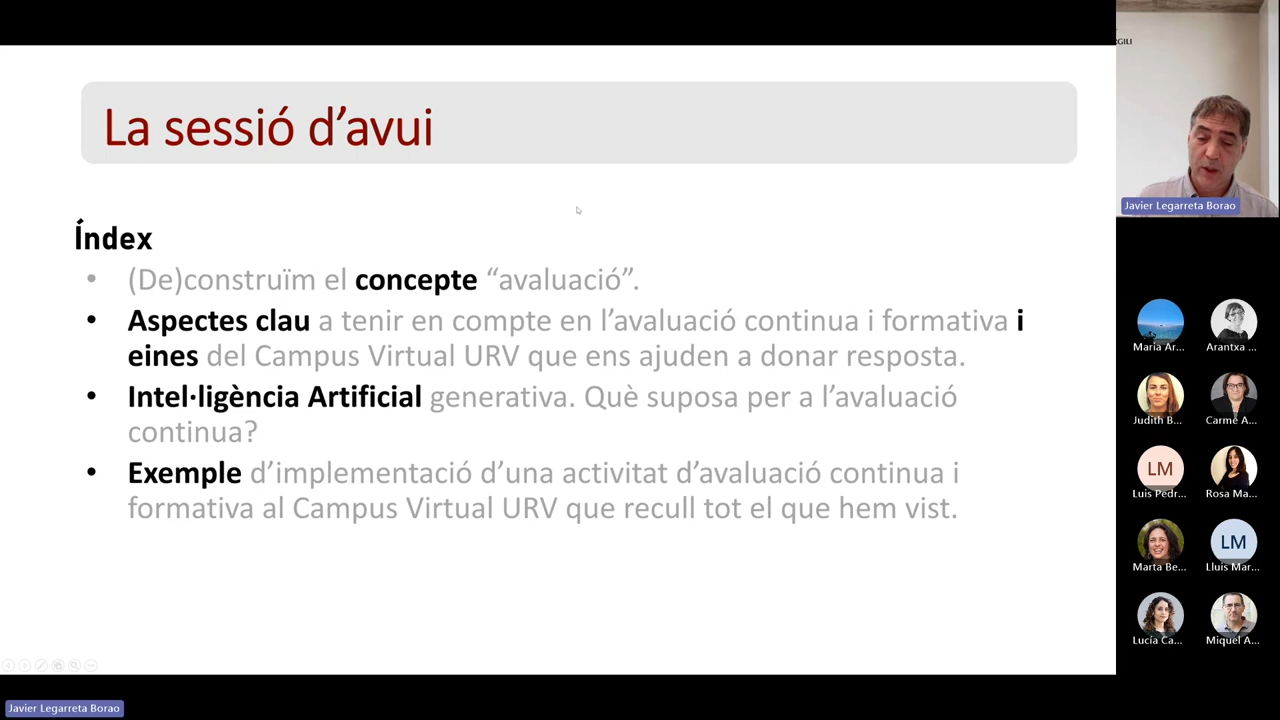 La sessió d'avui
Índex
• (De)construïm el concepte “avaluació”.
• Aspectes clau a tenir en compte en l'avaluació continua i formativa i
eines del Campus Virtual URV que ens ajuden a donar resposta.
• Intel·ligència Artificial generativa. Què suposa per a l'avaluació
continua?
• Exemple d'implementació d'una activitat d'avaluació continua i
formativa al Campus Virtual URV que recull tot el que hem vist.
Javier Legarreta Borao
GILI
Javier Legarreta Borao
María Ar... Arantxa ...
Judith B... Carme A...
LM
Luis Pedr... Rosa Ma...
LM
Marta Be... Lluís Mar...
Lucía Ca... Miquel A...